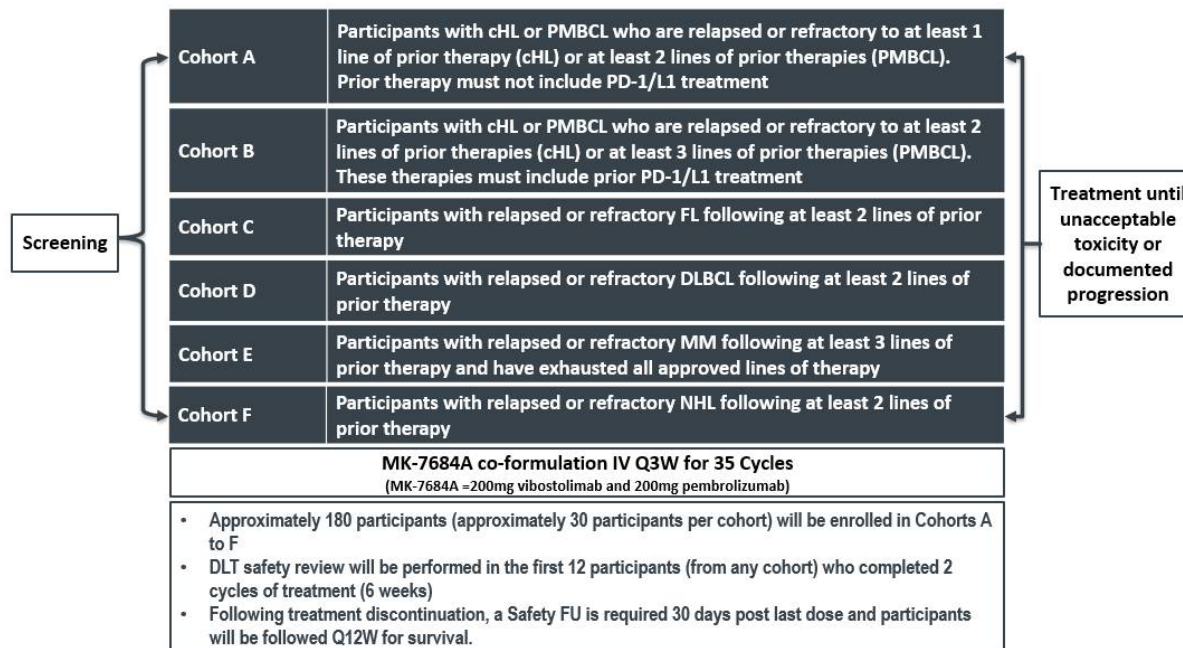 Screening
Cohort A
Participants with cHL or PMBCL who are relapsed or refractory to at least 1
line of prior therapy (cHL) or at least 2 lines of prior therapies (PMBCL).
Prior therapy must not include PD-1/L1 treatment
Cohort B
Participants with cHL or PMBCL who are relapsed or refractory to at least 2
lines of prior therapies (cHL) or at least 3 lines of prior therapies (PMBCL).
These therapies must include prior PD-1/L1 treatment
Cohort C
Participants with relapsed or refractory FL following at least 2 lines of prior
therapy
Cohort D
Participants with relapsed or refractory DLBCL following at least 2 lines of
prior therapy
Cohort E
Participants with relapsed or refractory MM following at least 3 lines of
prior therapy and have exhausted all approved lines of therapy
Cohort F
Participants with relapsed or refractory NHL following at least 2 lines of
prior therapy
Treatment until
unacceptable
toxicity or
documented
progression
MK-7684A co-formulation IV Q3W for 35 Cycles
(MK-7684A =200mg vibostolimab and 200mg pembrolizumab)
• Approximately 180 participants (approximately 30 participants per cohort) will be enrolled in Cohorts A
to F
• DLT safety review will be performed in the first 12 participants (from any cohort) who completed 2
cycles of treatment (6 weeks)
• Following treatment discontinuation, a Safety FU is required 30 days post last dose and participants
will be followed Q12W for survival.